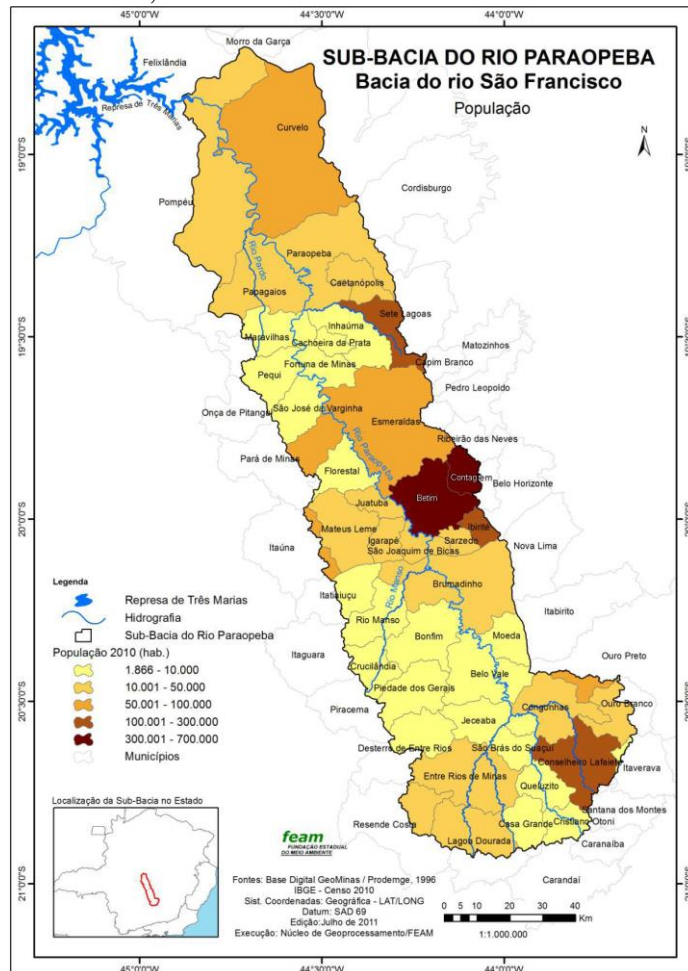 45°0'0"W
44°30'0"W
44°0'0"W
SUB-BACIA DO RIO PARAOPEBA
Bacia do rio São Francisco
População
N
Morro da Garça
Felixlândia
Represa de Três Marias
Curvelo
19°0'0"S
Cordisburgo
Pompéu
Rio Pardo
Paraopeba
Caetanópolis
Papagaios
Sete Lagoas
19°30'0"S
Inhaúma
Maravilhas
Cachoeira da Prata
Matozinhos
Capim Branco
Fortuna de Minas
Pequi
Pedro Leopoldo
São José da Varginha
Onça de Pitangui
Esmeraldas
Ribeirão das Neves
Pará de Minas
Rio Paraopeba
Florestal
Contagem
Belo Horizonte
Betim
Juatuba
20°0'0"S
Mateus Leme
Ibirité
Igarapé
Sarzedo
Nova Lima
Itaúna
São Joaquim de Bicas
Brumadinho
Itatiaiuçu
Rio Manso
Rio Manso
Itabirito
Moeda
Bonfim
Itaguara
Crucilândia
Belo Vale
Ouro Preto
Piedade dos Gerais
Piracema
20°30'0"S
Congonhas
Ouro Branco
Jeceaba
Desterro de Entre Rios
São Brás do Suaçuí
Conselheiro Lafaiete
Itaverava
Entre Rios de Minas
Queluzito
Santana dos Montes
Resende Costa
Casa Grande
Cristiano Otoni
Lagoa Dourada
Caranaíba
Carandaí
21°0'0"S
Legenda
Represa de Três Marias
Hidrografia
Sub-Bacia do Rio Paraopeba
População 2010 (hab.)
1.866 - 10.000
10.001 - 50.000
50.001 - 100.000
100.001 - 300.000
300.001 - 700.000
Municípios
Localização da Sub-Bacia no Estado
feam
FUNDAÇÃO ESTADUAL
DO MEIO AMBIENTE
Fontes: Base Digital GeoMinas / Prodemge, 1996
IBGE - Censo 2010
Sist. Coordenadas: Geográfica - LAT/LONG
Datum: SAD 69
Edição:Julho de 2011
Execução: Núcleo de Geoprocessamento/FEAM
0 5 10 20 30 40
Km
1:1.000.000
45°0'0"W
44°30'0"W
44°0'0"W